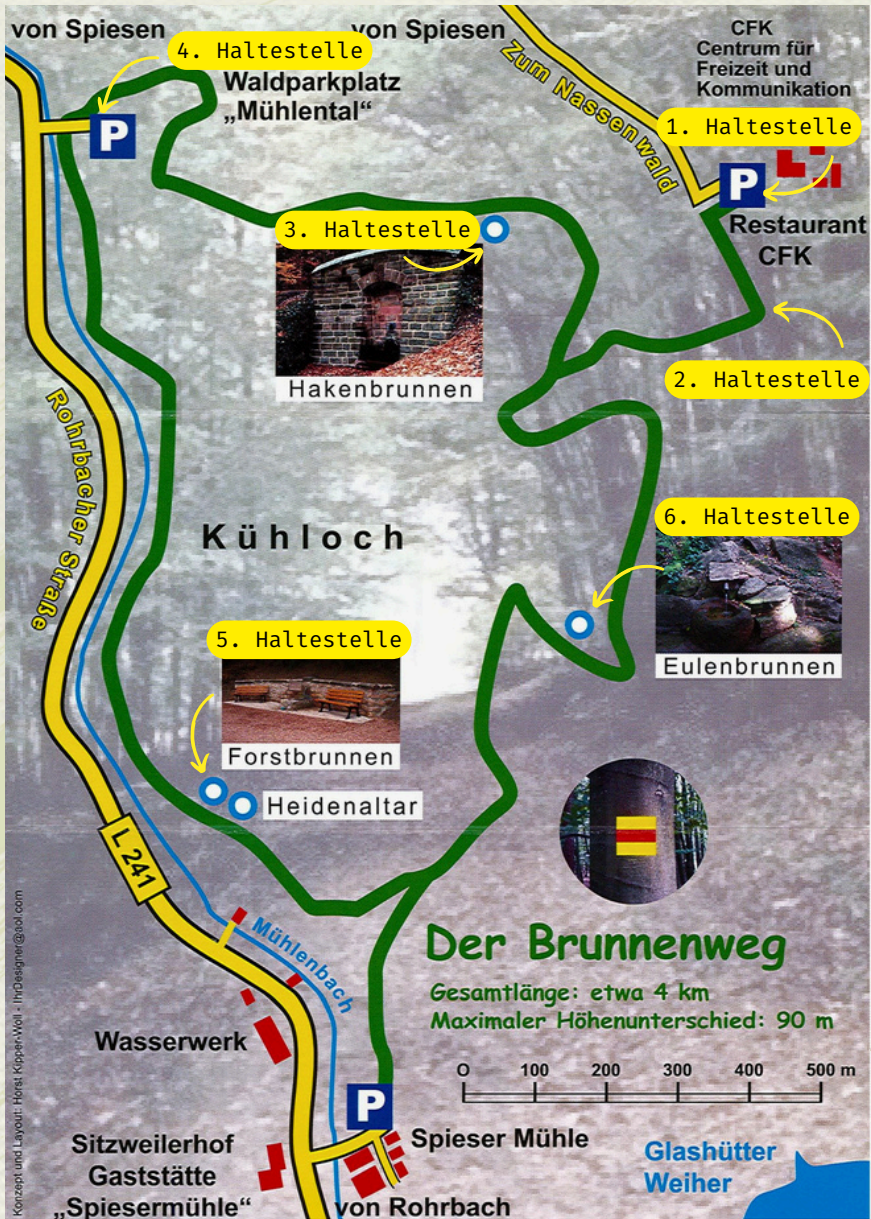 von Spiesen
4. Haltestelle
von Spiesen
CFK
Centrum für
Freizeit und
Kommunikation
Waldparkplatz
„Mühlental“
Zum Nassenwald
1. Haltestelle
P
P
Restaurant
CFK
3. Haltestelle
Hakenbrunnen
2. Haltestelle
Rohrbacher Straße
Kühloch
6. Haltestelle
Eulenbrunnen
5. Haltestelle
Forstbrunnen
Heidenaltar
L 241
Mühlenbach
Der Brunnenweg
Gesamtlänge: etwa 4 km
Maximaler Höhenunterschied: 90 m
0 100 200 300 400 500 m
Wasserwerk
P
Spieser Mühle
Sitzweilerhof
Gaststätte
„Spiesermühle“
von Rohrbach
Glashütter
Weiher
Konzept und Layout: Horst Kipper-Woll - IhrDesigner@aol.com